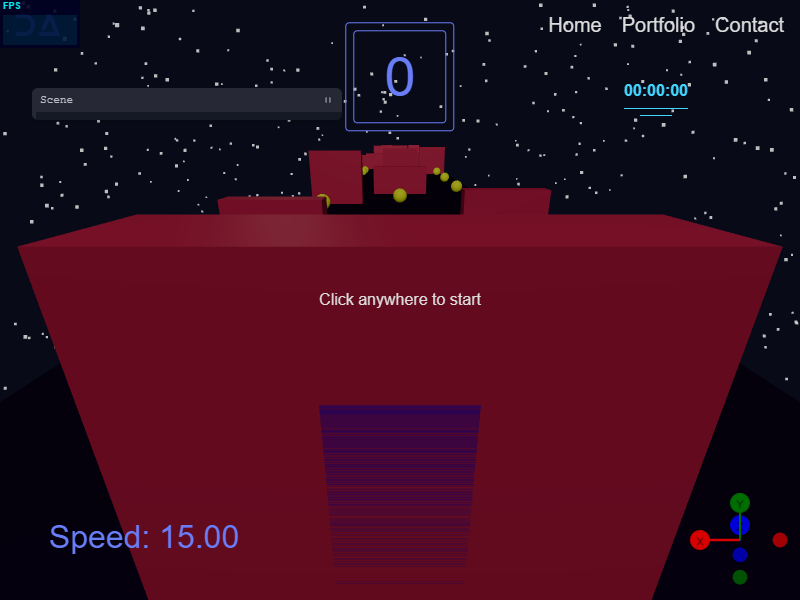 FPS
Home Portfolio Contact
0
00:00:00
Scene
Click anywhere to start
Speed: 15.00
Y
X